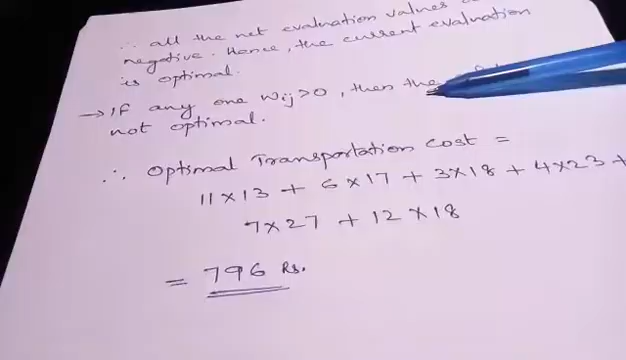 ∴ all the net evaluation values
negative. Hence, the current evaluation
is optimal.
→ If any one Wij>0, then the
not optimal.
∴ Optimal Transportation cost =
11×13 + 6×17 + 3×18 + 4×23 +
7×27 + 12×18
= 796 Rs.